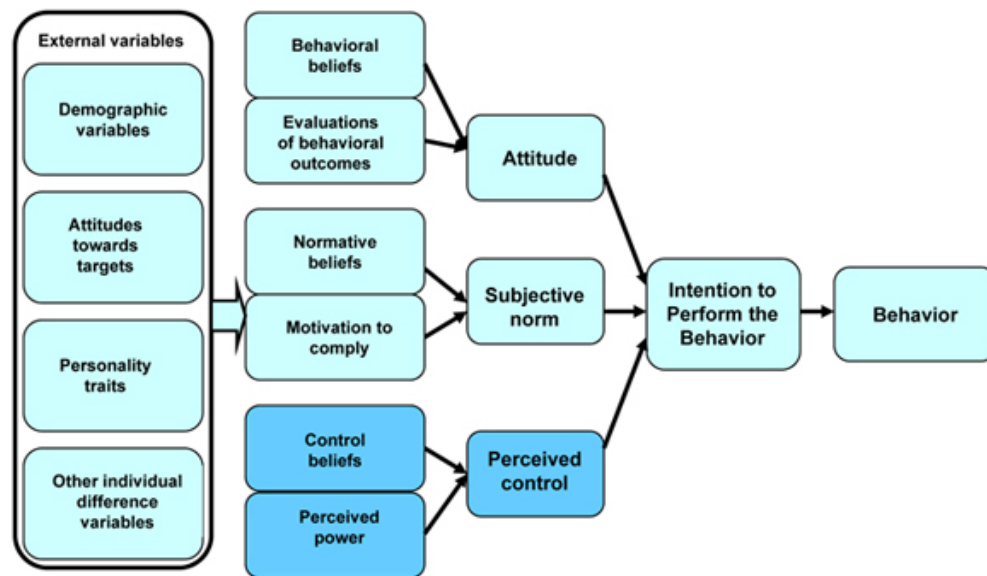 External variables
Demographic
variables
Attitudes
towards
targets
Personality
traits
Other individual
difference
variables
Behavioral
beliefs
Evaluations
of behavioral
outcomes
Normative
beliefs
Motivation to
comply
Control
beliefs
Perceived
power
Attitude
Subjective
norm
Perceived
control
Intention to
Perform the
Behavior
Behavior